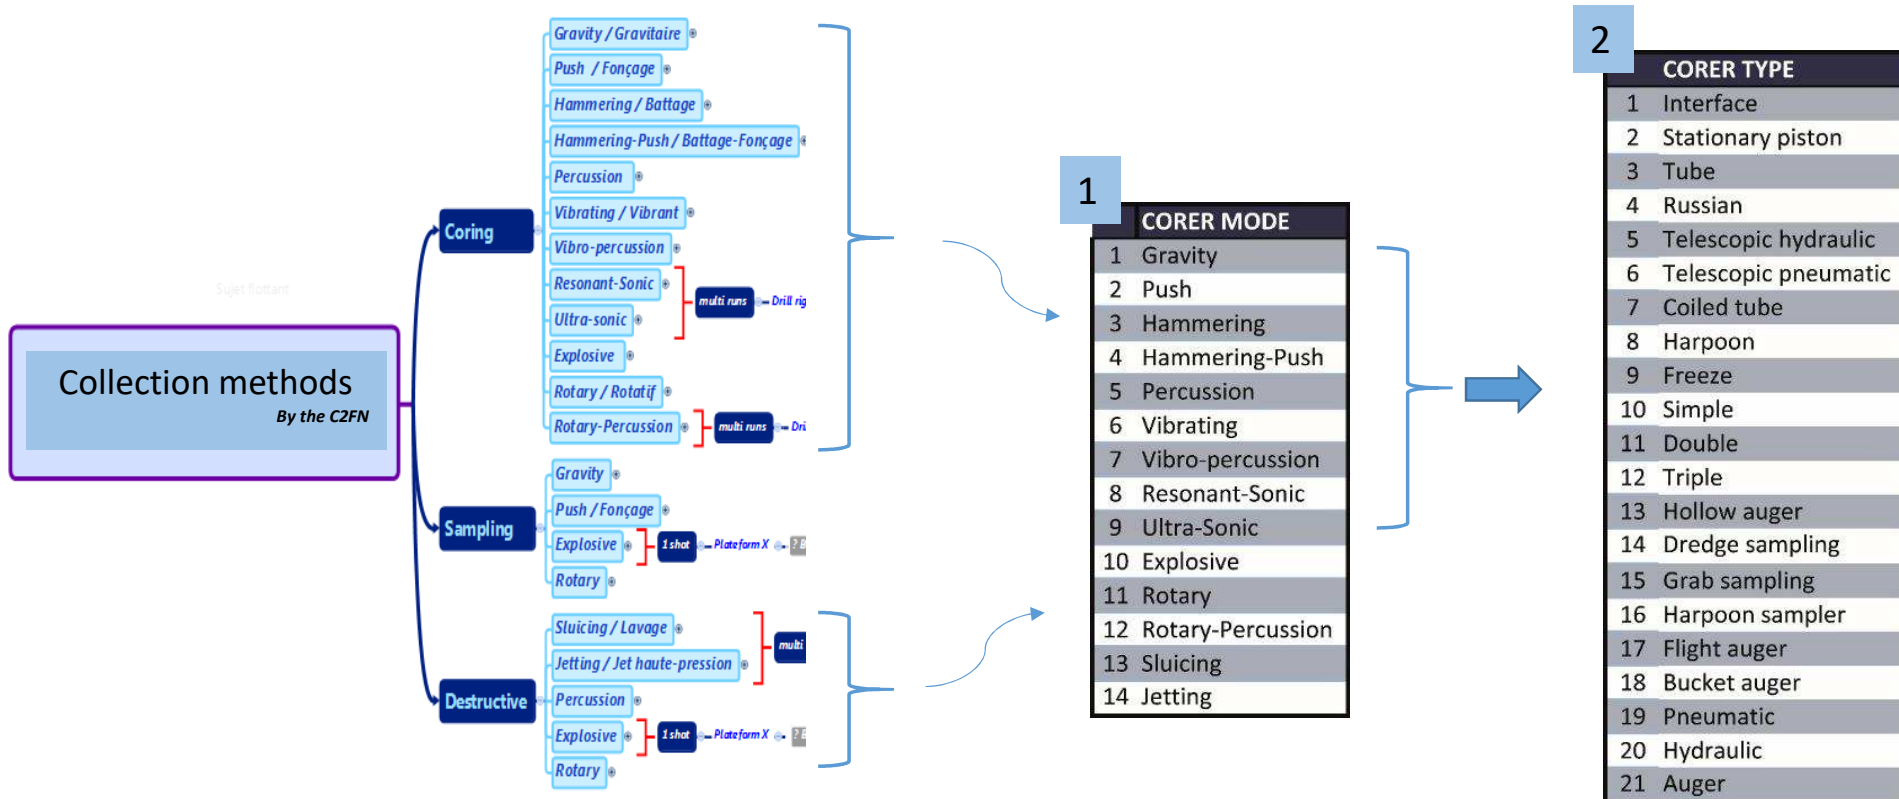 Sujet flottant
Collection methods
By the C2FN
Coring
Gravity / Gravitaire
Push / Fonçage
Hammering / Battage
Hammering-Push / Battage-Fonçage
Percussion
Vibrating / Vibrant
Vibro-percussion
Resonant-Sonic
Ultra-sonic
multi runs
Drill rig
Explosive
Rotary / Rotatif
Rotary-Percussion
multi runs
Dri
Sampling
Gravity
Push / Fonçage
Explosive
1 shot
Plateform X
?
Rotary
Destructive
Sluicing / Lavage
Jetting / Jet haute-pression
multi
Percussion
Explosive
1 shot
Plateform X
?
Rotary
1
CORER MODE
1 Gravity
2 Push
3 Hammering
4 Hammering-Push
5 Percussion
6 Vibrating
7 Vibro-percussion
8 Resonant-Sonic
9 Ultra-Sonic
10 Explosive
11 Rotary
12 Rotary-Percussion
13 Sluicing
14 Jetting
2
CORER TYPE
1 Interface
2 Stationary piston
3 Tube
4 Russian
5 Telescopic hydraulic
6 Telescopic pneumatic
7 Coiled tube
8 Harpoon
9 Freeze
10 Simple
11 Double
12 Triple
13 Hollow auger
14 Dredge sampling
15 Grab sampling
16 Harpoon sampler
17 Flight auger
18 Bucket auger
19 Pneumatic
20 Hydraulic
21 Auger